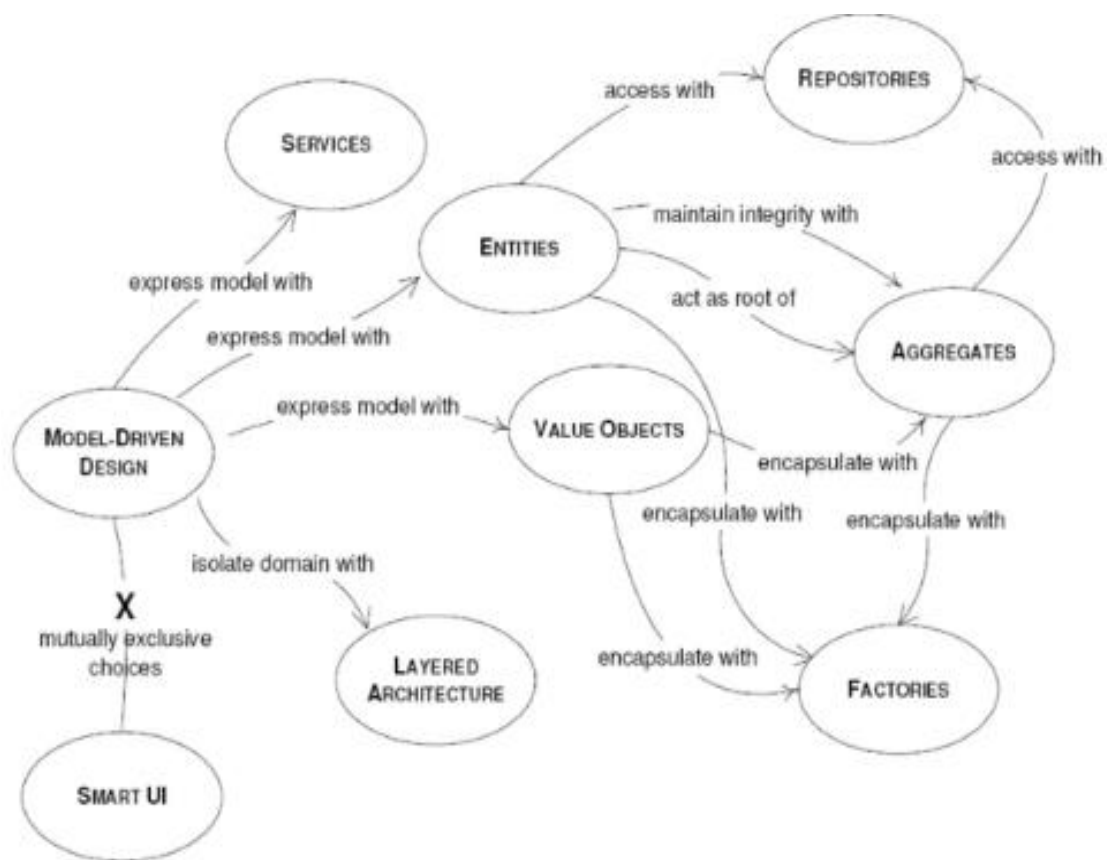 REPOSITORIES
access with
SERVICES
access with
maintain integrity with
ENTITIES
express model with
act as root of
express model with
AGGREGATES
express model with
VALUE OBJECTS
MODEL-DRIVEN
DESIGN
encapsulate with
encapsulate with
encapsulate with
isolate domain with
X
mutually exclusive
choices
encapsulate with
LAYERED
ARCHITECTURE
FACTORIES
SMART UI